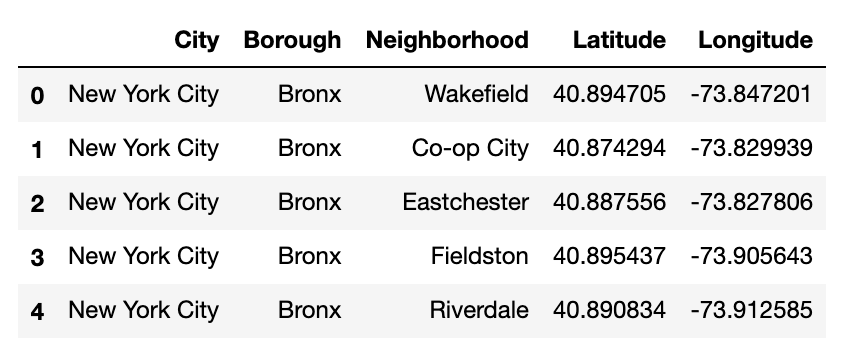 City Borough Neighborhood Latitude Longitude
0 New York City Bronx Wakefield 40.894705 -73.847201
1 New York City Bronx Co-op City 40.874294 -73.829939
2 New York City Bronx Eastchester 40.887556 -73.827806
3 New York City Bronx Fieldston 40.895437 -73.905643
4 New York City Bronx Riverdale 40.890834 -73.912585